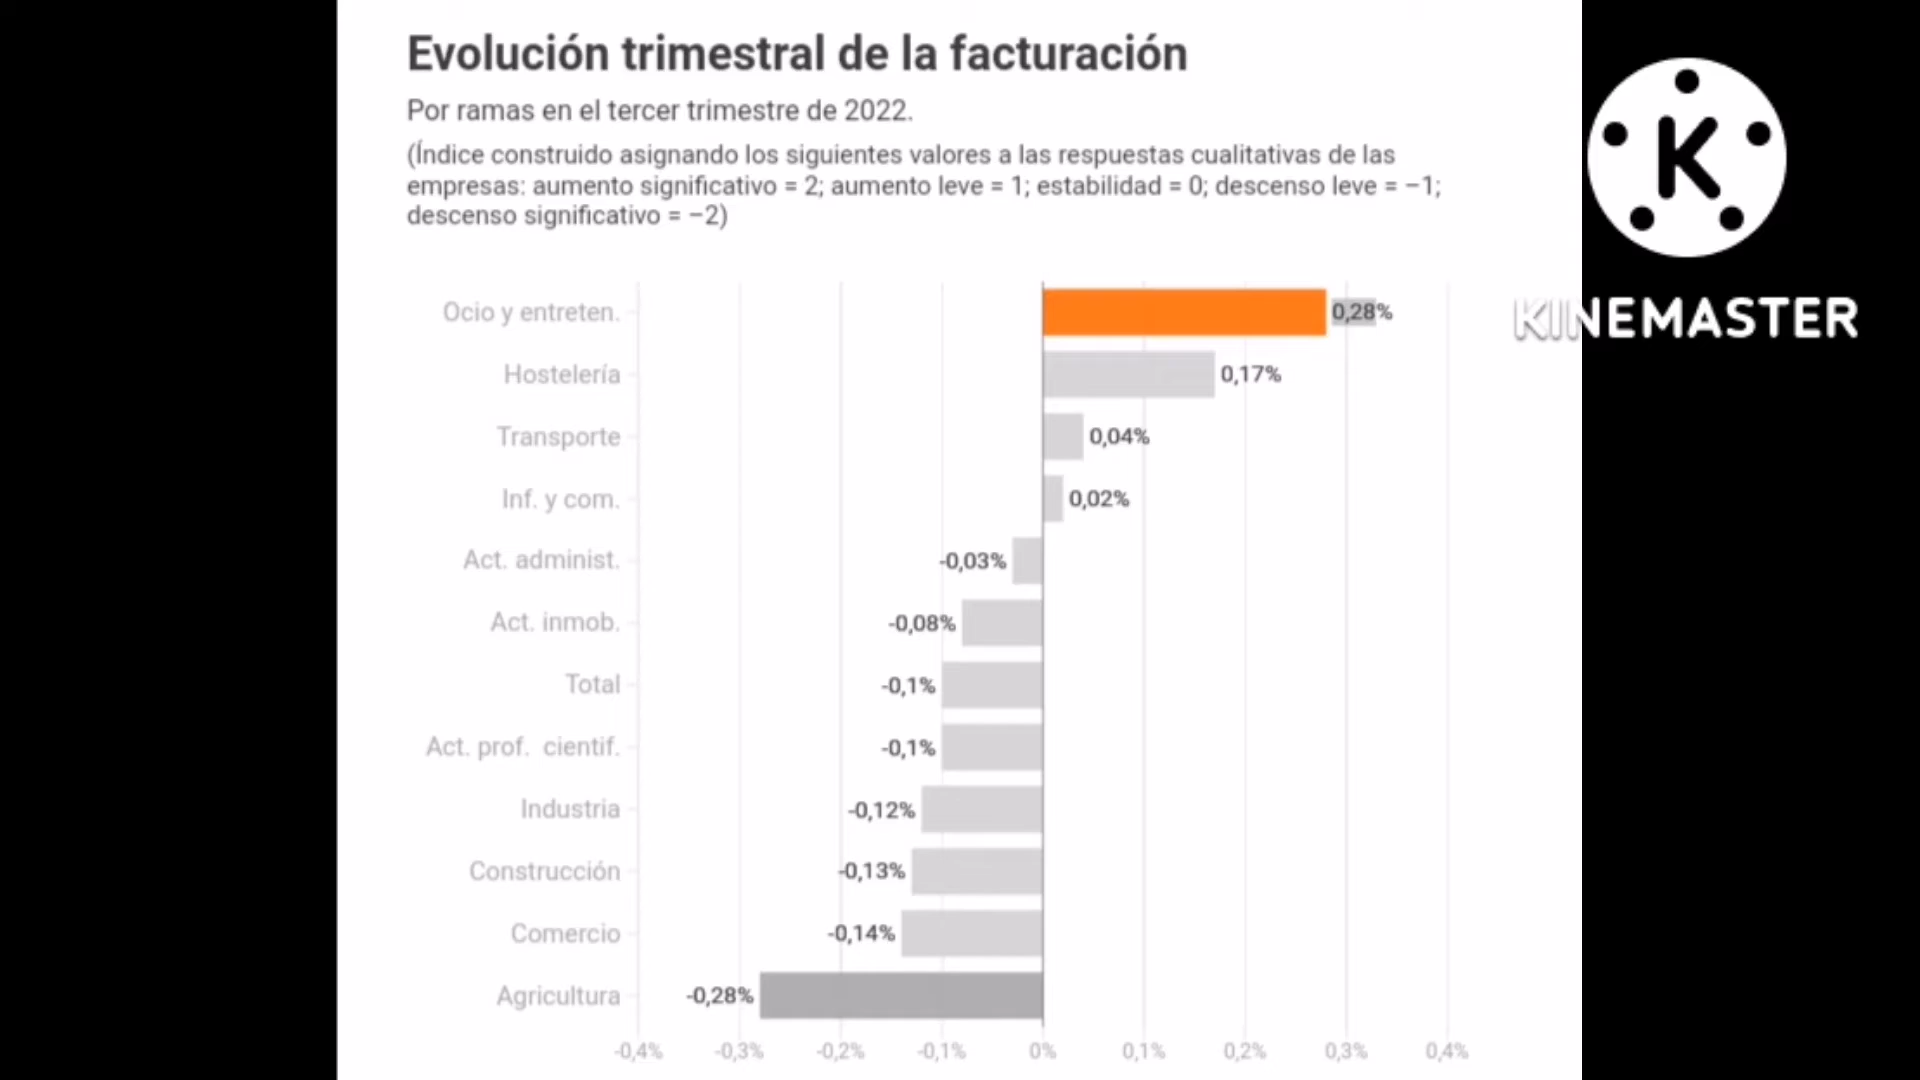 Evolución trimestral de la facturación
Por ramas en el tercer trimestre de 2022.
(Índice construido asignando los siguientes valores a las respuestas cualitativas de las
empresas: aumento significativo = 2; aumento leve = 1; estabilidad = 0; descenso leve = −1;
descenso significativo = −2)
K
KINEMASTER
Ocio y entreten. 0,28%
Hostelería 0,17%
Transporte 0,04%
Inf. y com. 0,02%
Act. administ. -0,03%
Act. inmob. -0,08%
Total -0,1%
Act. prof. cientif. -0,1%
Industria -0,12%
Construcción -0,13%
Comercio -0,14%
Agricultura -0,28%
-0,4% -0,3% -0,2% -0,1% 0% 0,1% 0,2% 0,3% 0,4%